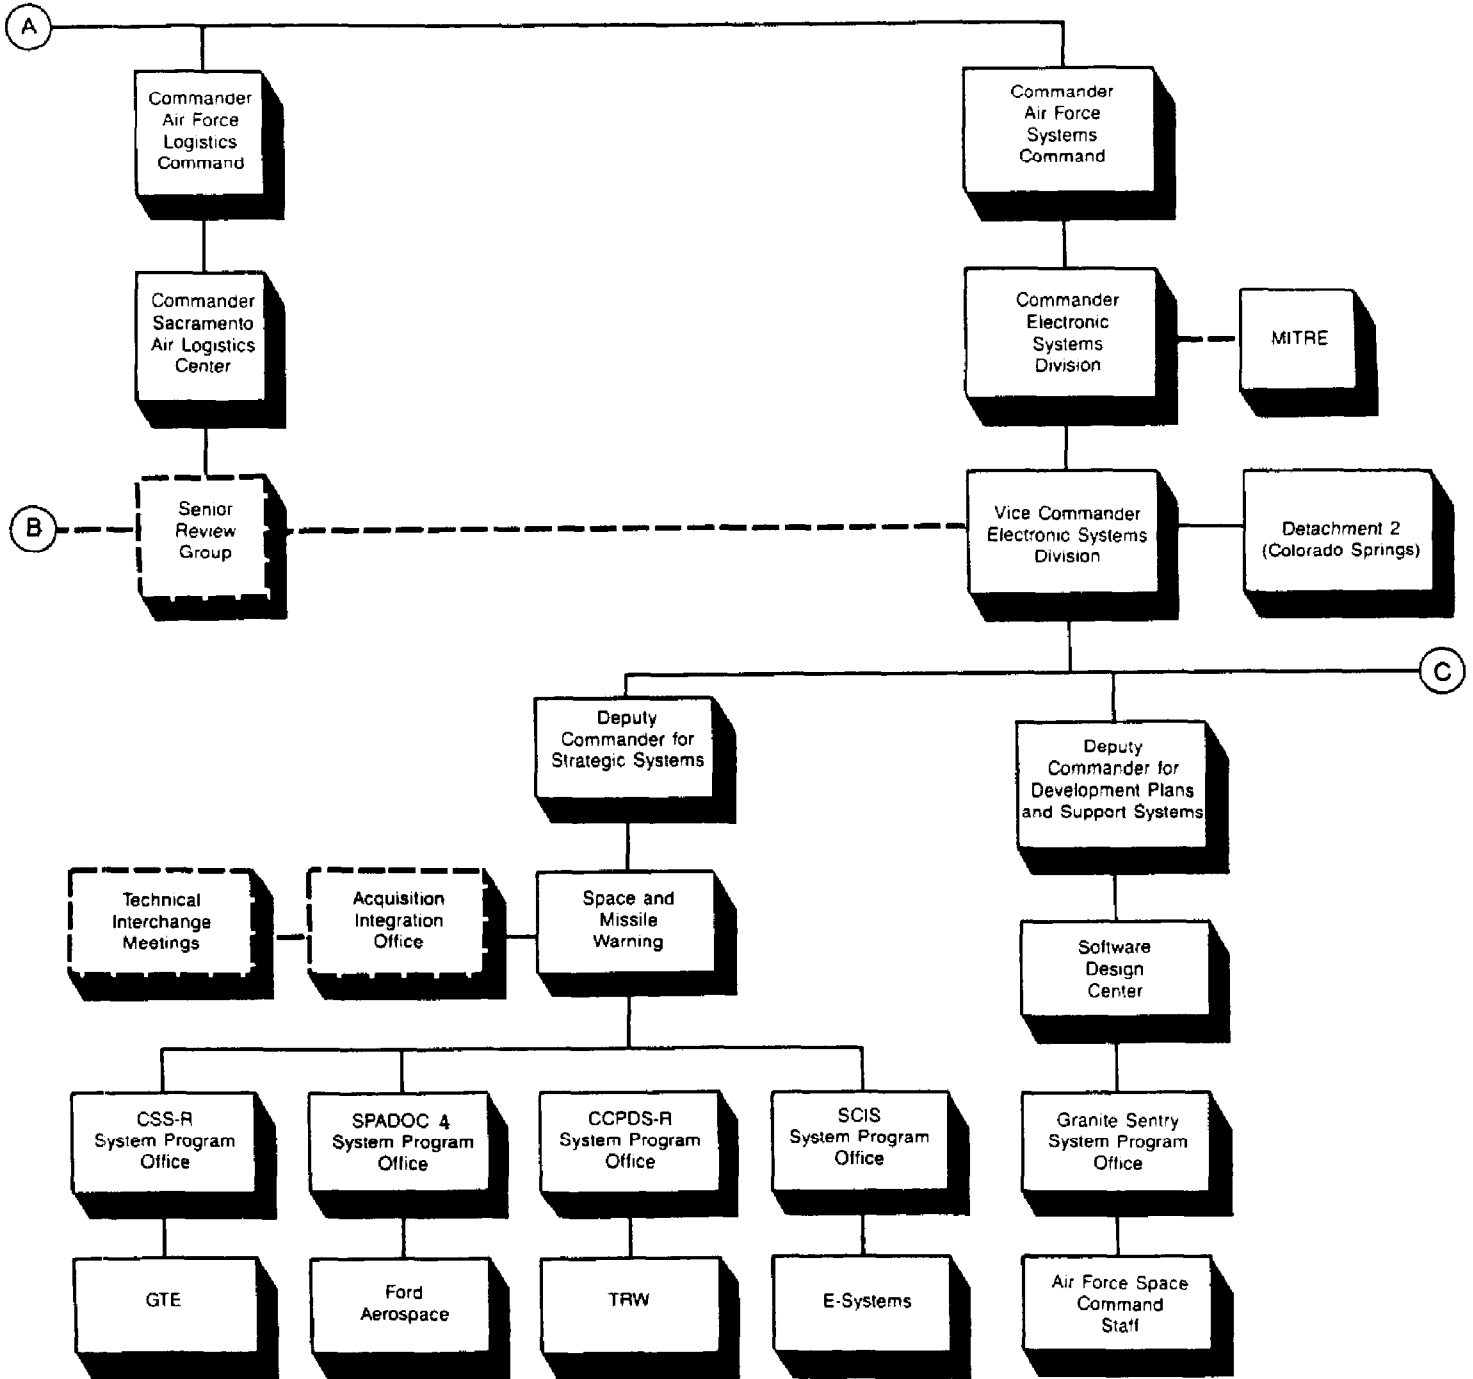 A
Commander
Air Force
Logistics
Command
Commander
Air Force
Systems
Command
Commander
Sacramento
Air Logistics
Center
Commander
Electronic
Systems
Division
MITRE
B
Senior
Review
Group
Vice Commander
Electronic Systems
Division
Detachment 2
(Colorado Springs)
C
Deputy
Commander for
Strategic Systems
Deputy
Commander for
Development Plans
and Support Systems
Technical
Interchange
Meetings
Acquisition
Integration
Office
Space and
Missile
Warning
Software
Design
Center
CSS-R
System Program
Office
SPADOC 4
System Program
Office
CCPDS-R
System Program
Office
SCIS
System Program
Office
Granite Sentry
System Program
Office
GTE
Ford
Aerospace
TRW
E-Systems
Air Force Space
Command
Staff